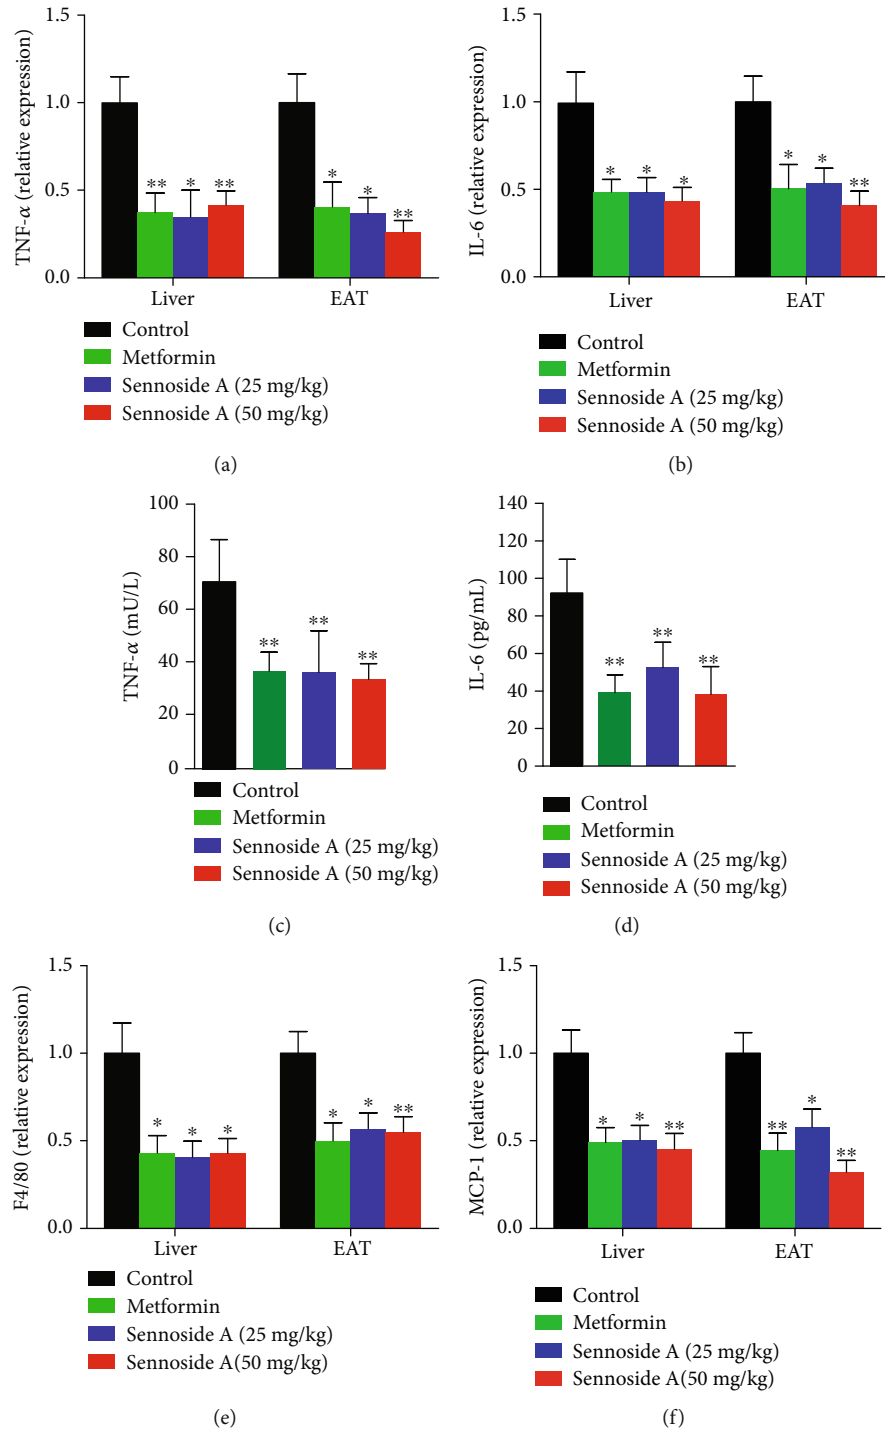 1.5
1.0
0.5
0.0
TNF-α (relative expression)
** * **
* * **
Liver EAT
Control
Metformin
Sennoside A (25 mg/kg)
Sennoside A (50 mg/kg)
(a)
1.5
1.0
0.5
0.0
IL-6 (relative expression)
* * *
* * **
Liver EAT
Control
Metformin
Sennoside A (25 mg/kg)
Sennoside A (50 mg/kg)
(b)
100
80
60
40
20
0
TNF-α (mU/L)
** ** **
Control
Metformin
Sennoside A (25 mg/kg)
Sennoside A (50 mg/kg)
(c)
140
120
100
80
60
40
20
0
IL-6 (pg/mL)
** ** **
Control
Metformin
Sennoside A (25 mg/kg)
Sennoside A (50 mg/kg)
(d)
1.5
1.0
0.5
0.0
F4/80 (relative expression)
* * *
* * **
Liver EAT
Control
Metformin
Sennoside A (25 mg/kg)
Sennoside A(50 mg/kg)
(e)
1.5
1.0
0.5
0.0
MCP-1 (relative expression)
* * **
** * **
Liver EAT
Control
Metformin
Sennoside A (25 mg/kg)
Sennoside A(50 mg/kg)
(f)